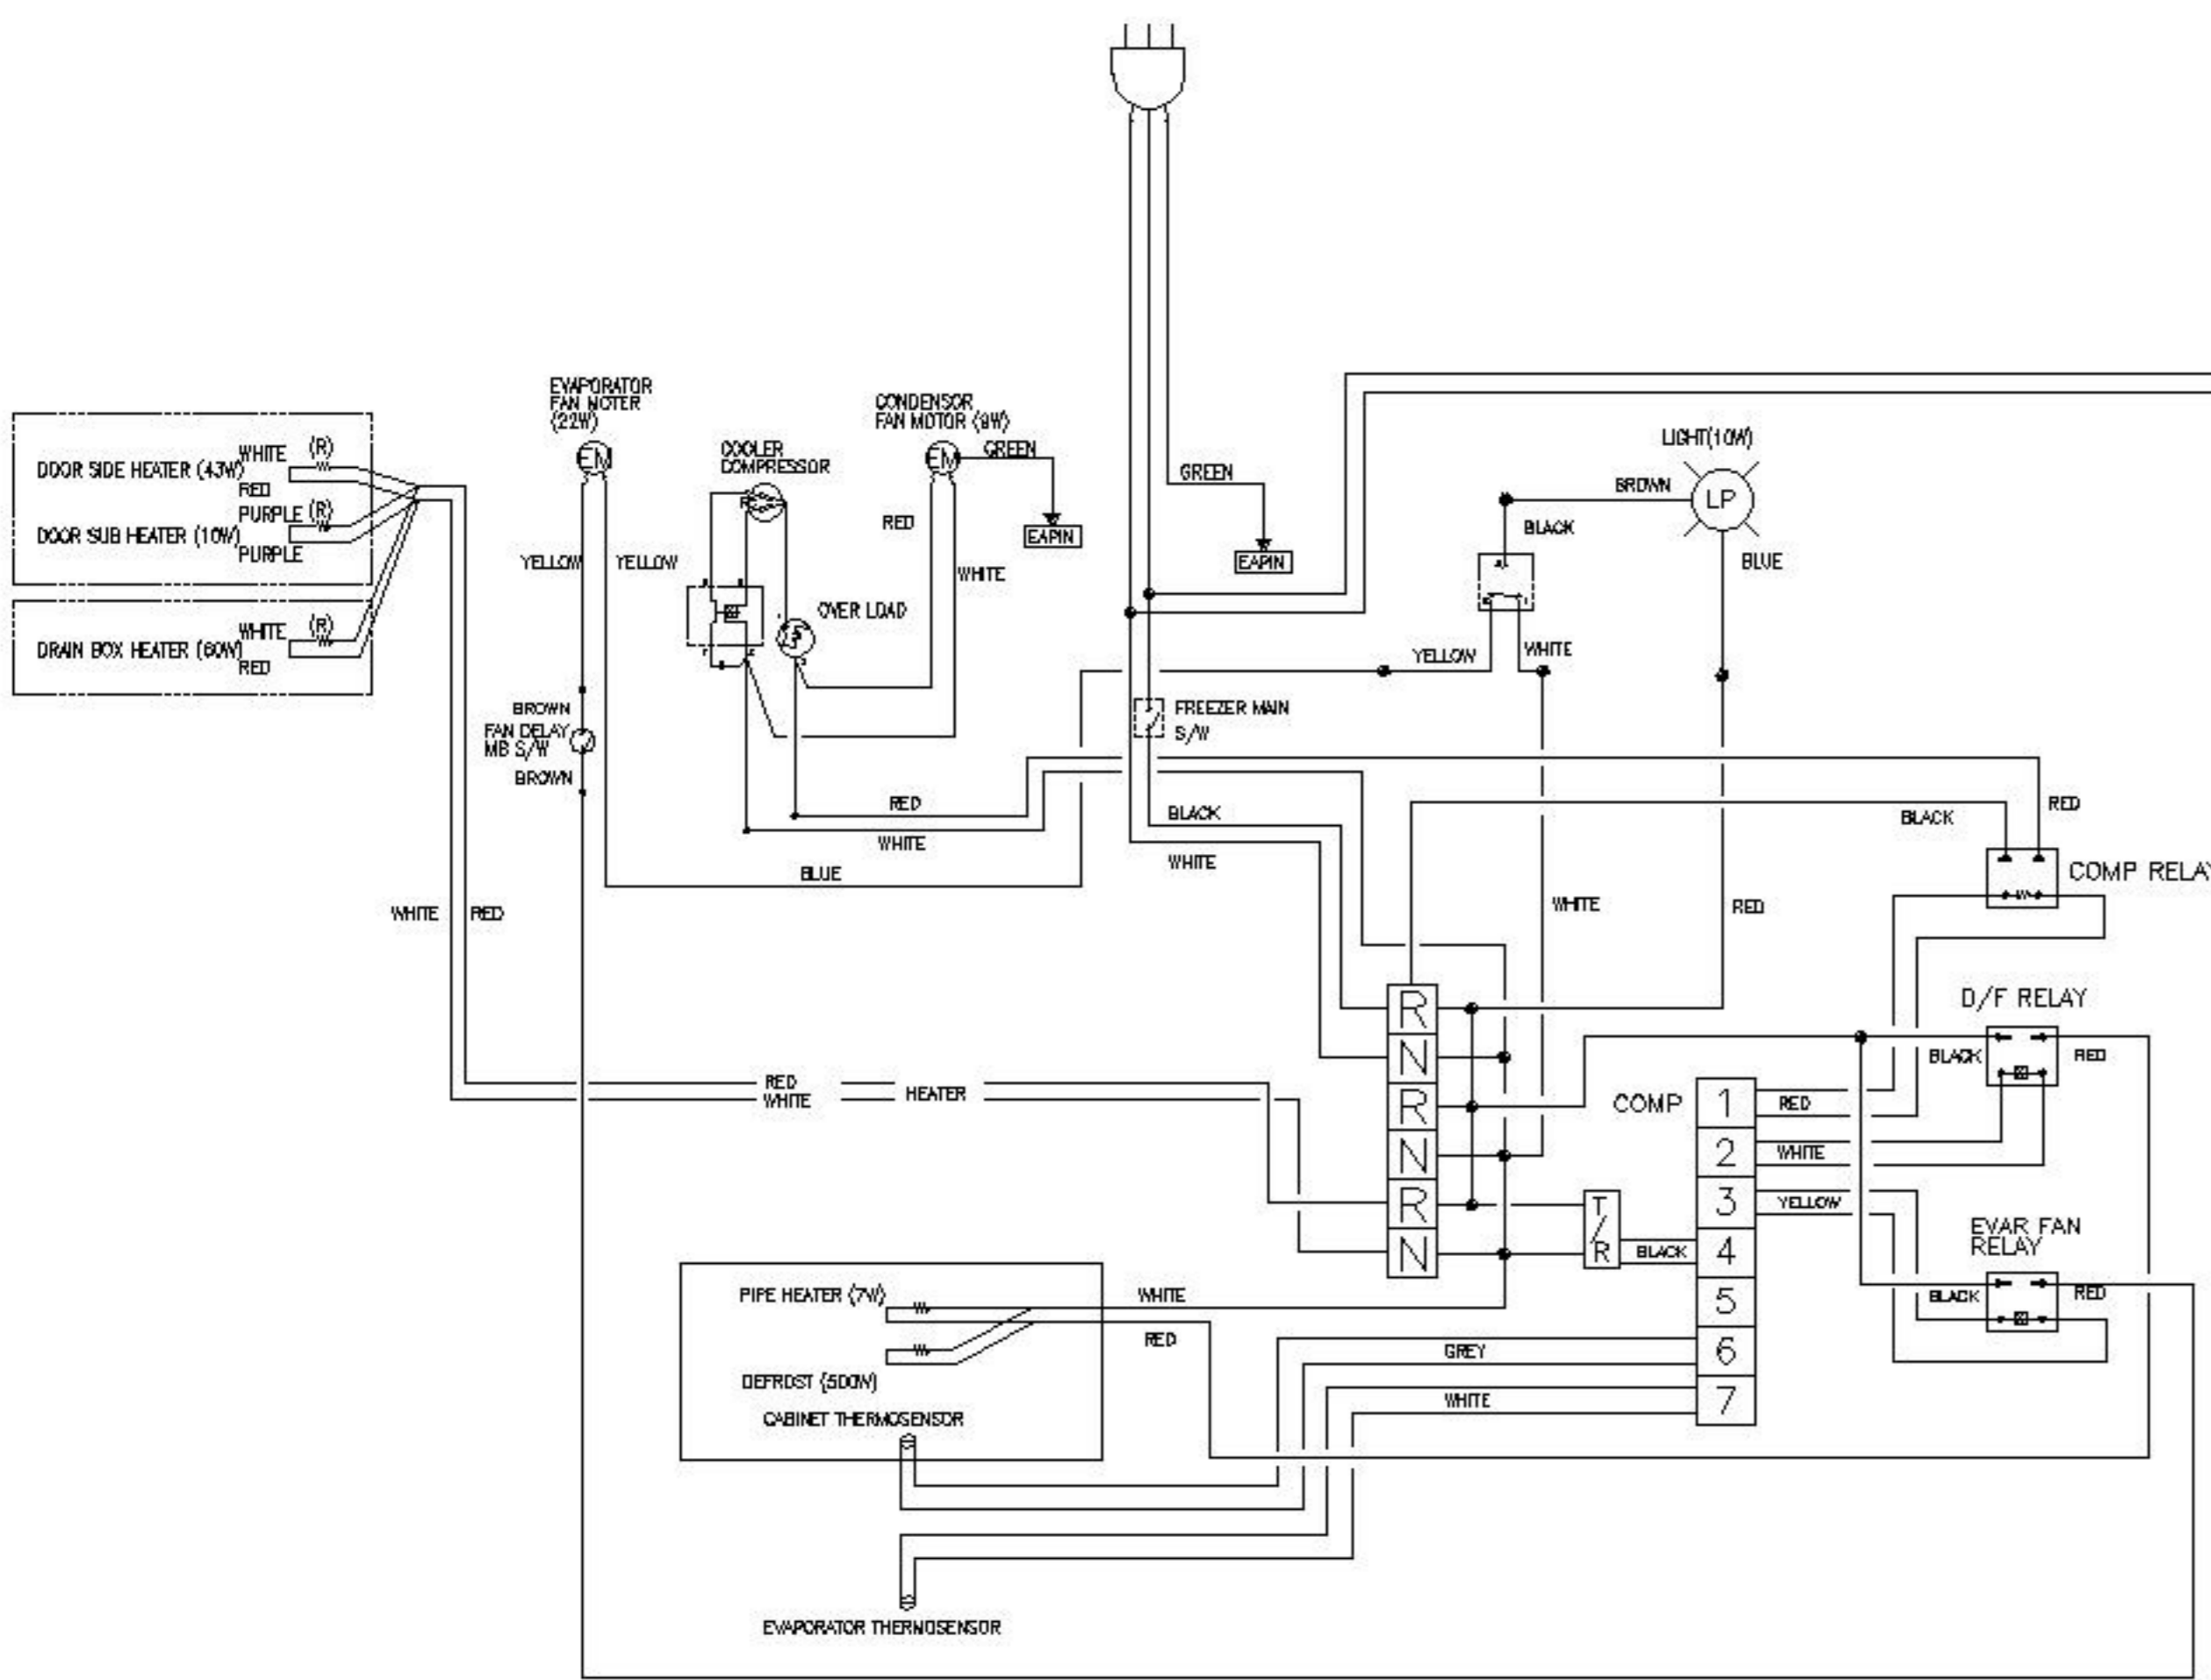 EVAPORATOR
FAN MOTER
(22W)
CONDENSOR
FAN MOTOR (9W)
GREEN
COOLER
COMPRESSOR
LIGHT(10W)
WHITE (R)
DOOR SIDE HEATER (43W)
RED
PURPLE (R)
DOOR SUB HEATER (10W)
PURPLE
WHITE (R)
DRAIN BOX HEATER (60W)
RED
EM
EM
GREEN
BROWN
LP
RED
EAPIN
BLACK
YELLOW
YELLOW
WHITE
EAPIN
BLUE
OVER LOAD
YELLOW
WHITE
BROWN
FAN DELAY
MB S/W
BROWN
FREEZER MAIN
S/W
RED
WHITE
BLACK
WHITE
BLUE
BLACK
RED
COMP RELAY
WHITE
RED
WHITE
RED
D/F RELAY
BLACK
RED
RED
WHITE
HEATER
R
N
R
N
R
N
COMP
1
2
3
4
5
6
7
RED
WHITE
YELLOW
T/R
BLACK
EVAR FAN
RELAY
BLACK
RED
PIPE HEATER (7W)
WHITE
RED
DEFROST (500W)
CABINET THERMOSENSOR
GREY
WHITE
EVAPORATOR THERMOSENSOR